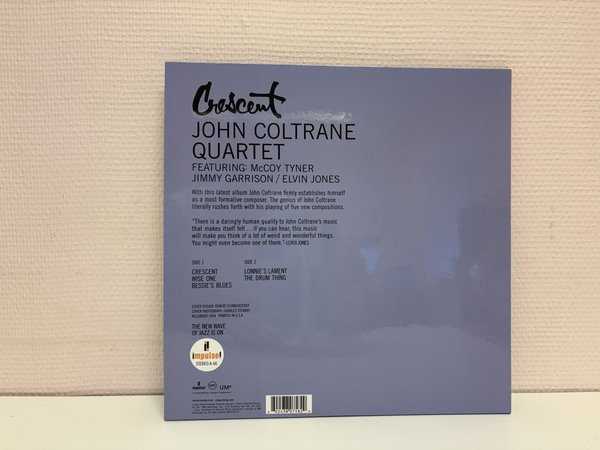 Crescent
JOHN COLTRANE
QUARTET
FEATURING: McCOY TYNER
JIMMY GARRISON / ELVIN JONES
With this latest album John Coltrane firmly establishes himself
as a most formative composer. The genius of John Coltrane
literally rushes forth with his playing of five new compositions.
"There is a daringly human quality to John Coltrane's music
that makes itself felt . . if you can hear, this music
will make you think of a lot of weird and wonderful things.
You might even become one of them."-LEROI JONES
SIDE 1
CRESCENT
WISE ONE
BESSIE'S BLUES
SIDE 2
LONNIE'S LAMENT
THE DRUM THING
COVER DESIGN: ROBERT FLYNN/VICEROY
COVER PHOTOGRAPH: CHARLES STEWART
RECORDED 1964 PRINTED IN U.S.A.
THE NEW WAVE
OF JAZZ IS ON
impulse!
STEREO A-66
impulse!
verve
UMe